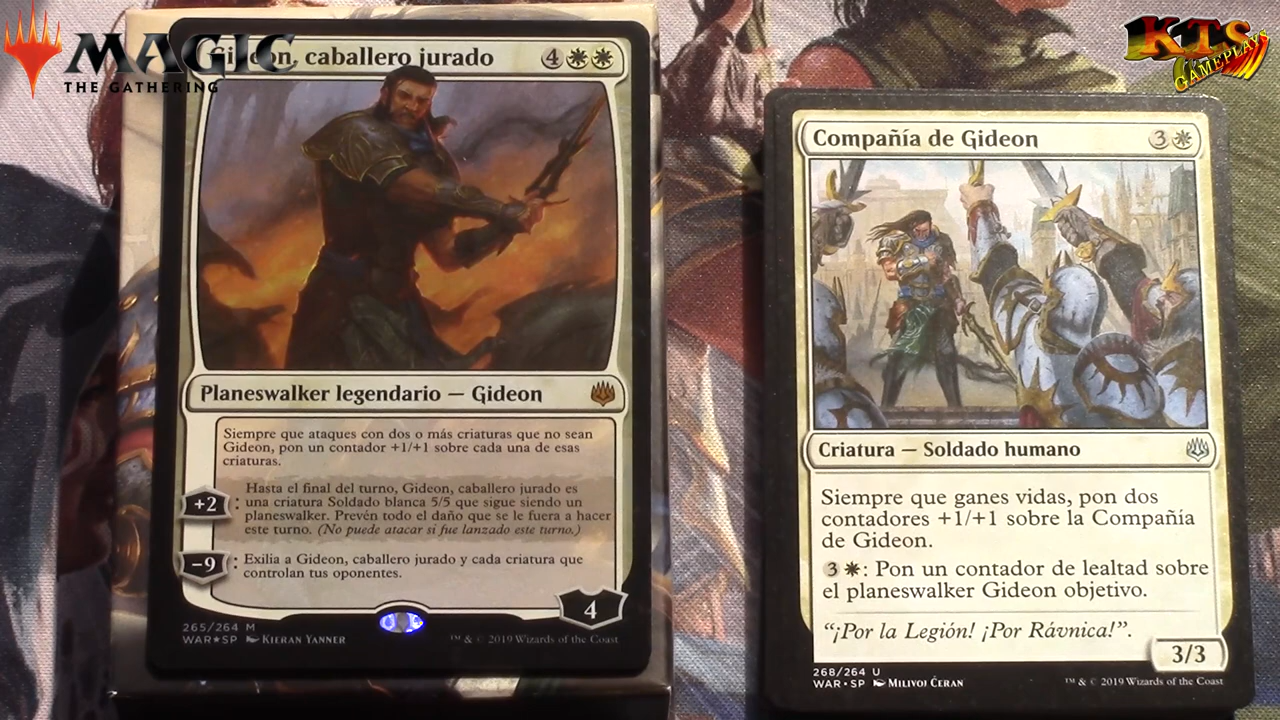 MAGIC
THE GATHERING
KTS
GAMEPLAYS
Gideon, caballero jurado 4
Planeswalker legendario — Gideon
Siempre que ataques con dos o más criaturas que no sean
Gideon, pon un contador +1/+1 sobre cada una de esas
criaturas.
+2 : Hasta el final del turno, Gideon, caballero jurado es
una criatura Soldado blanca 5/5 que sigue siendo un
planeswalker. Prevén todo el daño que se le fuera a hacer
este turno. (No puede atacar si fue lanzado este turno.)
−9 : Exilia a Gideon, caballero jurado y cada criatura que
controlan tus oponentes.
4
265/264 M
WAR★SP Kieran Yanner ™ & © 2019 Wizards of the Coast
Compañía de Gideon 3
Criatura — Soldado humano
Siempre que ganes vidas, pon dos
contadores +1/+1 sobre la Compañía
de Gideon.
3 : Pon un contador de lealtad sobre
el planeswalker Gideon objetivo.
“¡Por la Legión! ¡Por Rávnica!”.
3/3
268/264 U
WAR • SP Milivoj Ćeran ™ & © 2019 Wizards of the Coast